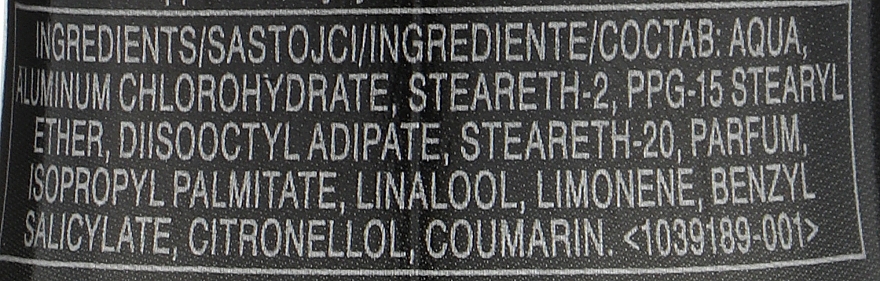 INGREDIENTS/SASTOJCI/INGREDIENTE/СОСТАВ: AQUA,
ALUMINUM CHLOROHYDRATE, STEARETH-2, PPG-15 STEARYL
ETHER, DIISOOCTYL ADIPATE, STEARETH-20, PARFUM,
ISOPROPYL PALMITATE, LINALOOL, LIMONENE, BENZYL
SALICYLATE, CITRONELLOL, COUMARIN. <1039189-001>